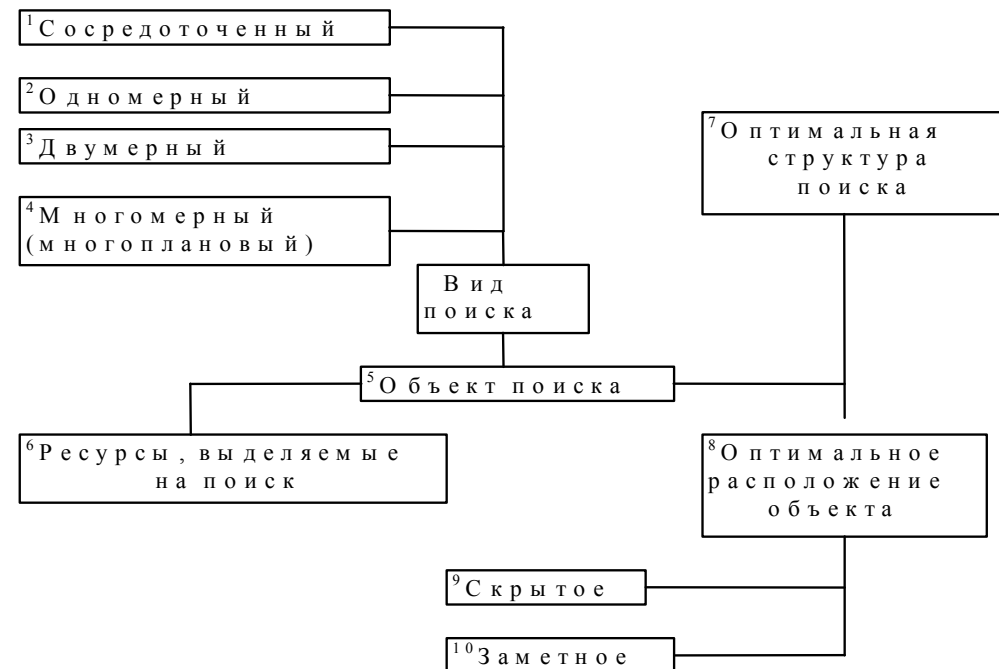 1Сосредоточенный
2Одномерный
3Двумерный
7Оптимальная
структура
поиска
4Многомерный
(многоплановый)
Вид
поиска
5Объект поиска
6Ресурсы, выделяемые
на поиск
8Оптимальное
расположение
объекта
9Скрытое
10Заметное